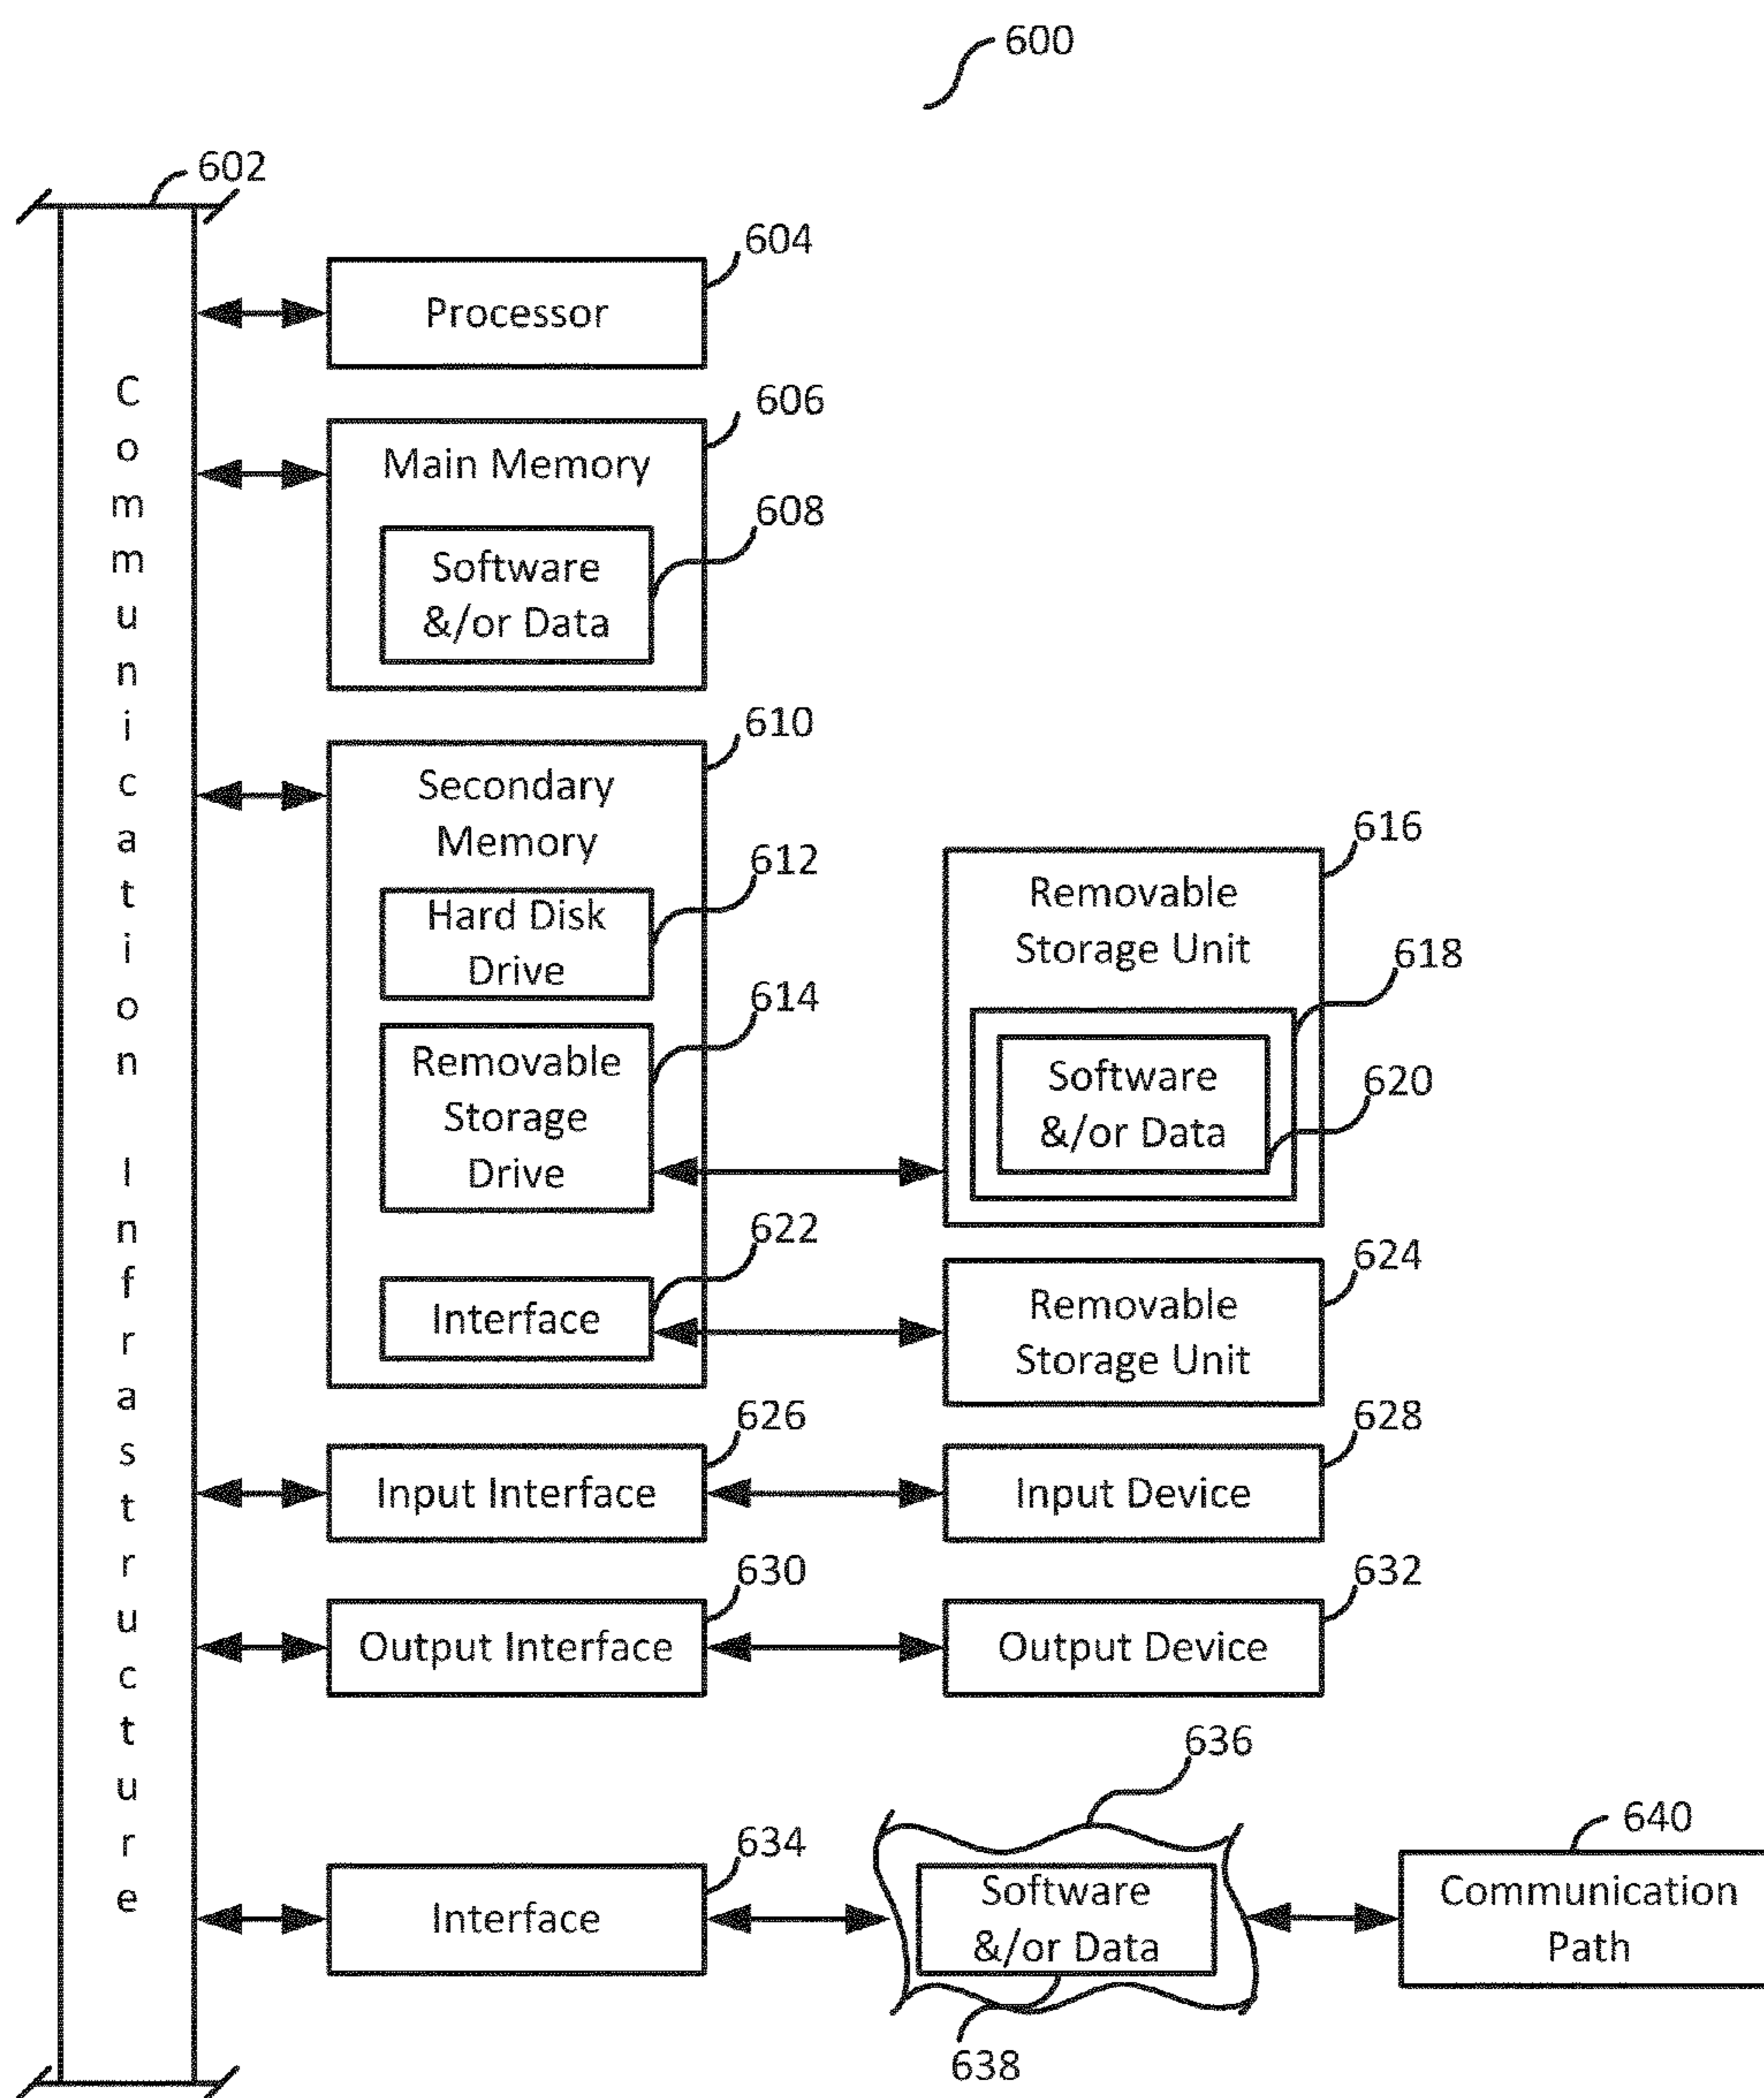 600
602
Communication Infrastructure
604
Processor
606
Main Memory
608
Software
&/or Data
610
Secondary
Memory
612
Hard Disk
Drive
614
Removable
Storage
Drive
616
Removable
Storage Unit
618
Software
&/or Data
620
622
Interface
624
Removable
Storage Unit
626
Input Interface
628
Input Device
630
Output Interface
632
Output Device
634
Interface
636
Software
&/or Data
638
640
Communication
Path